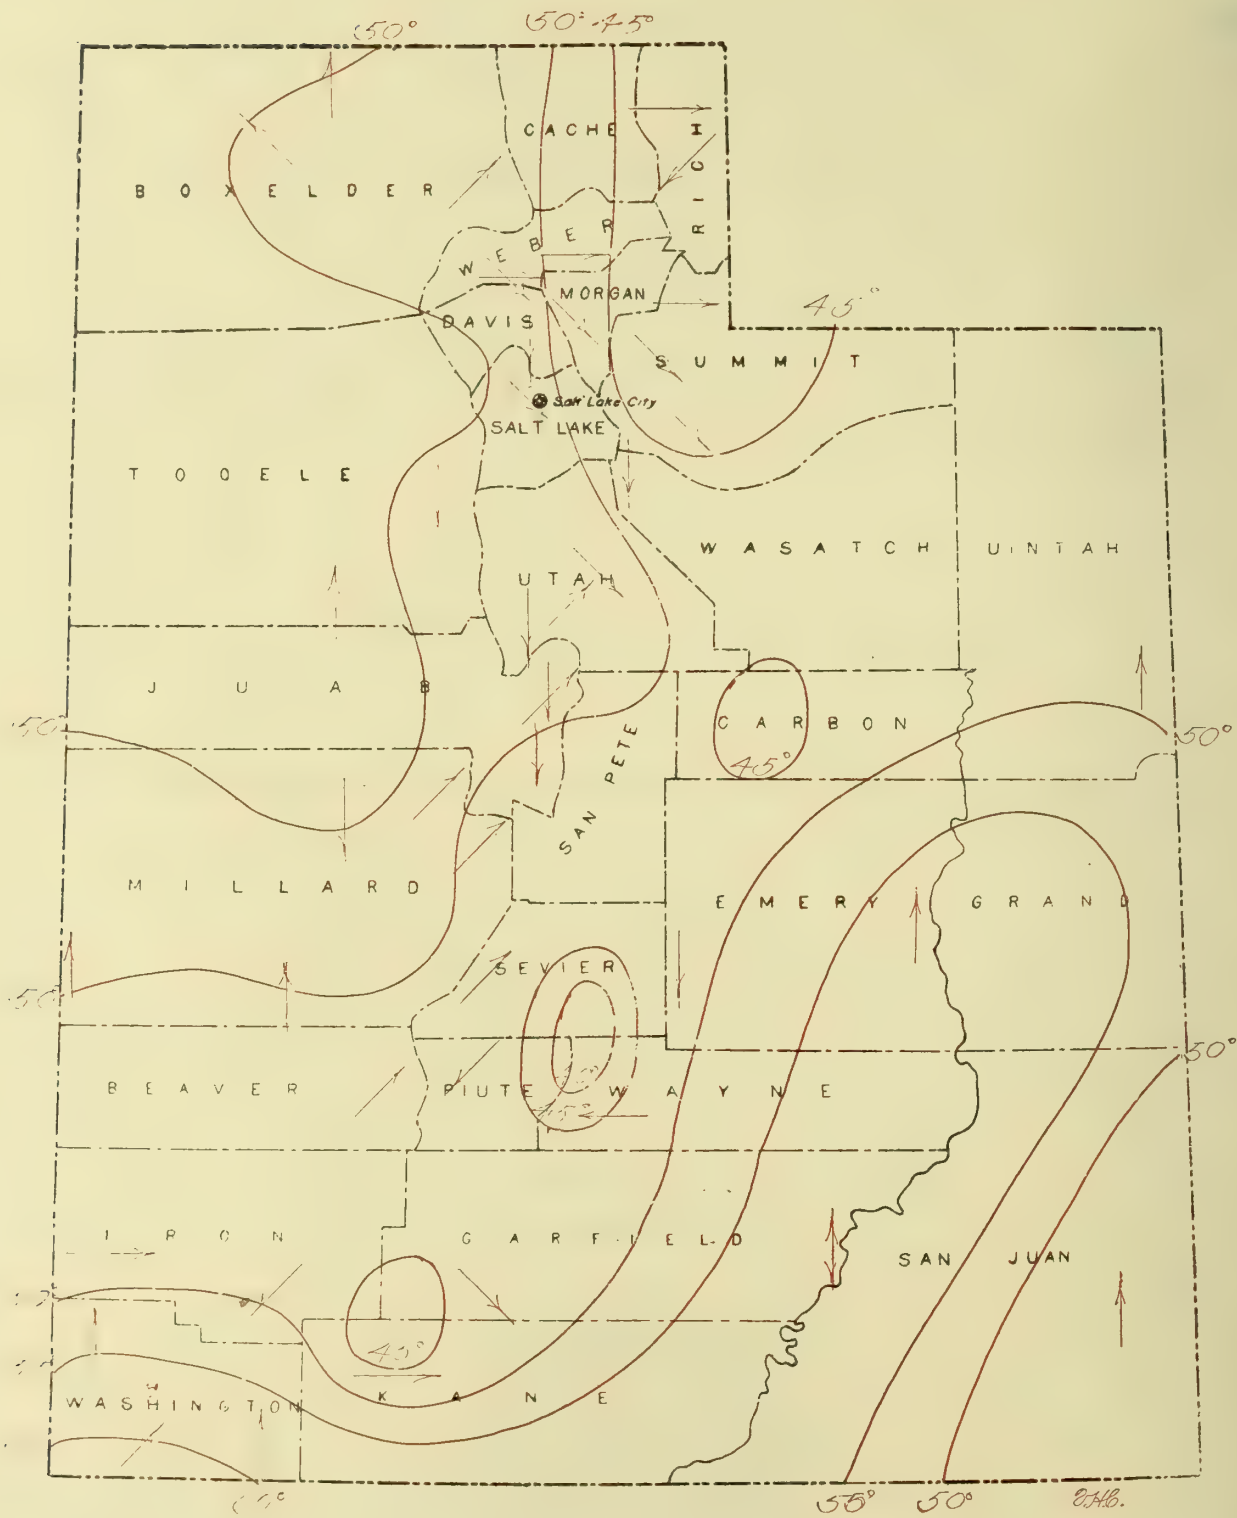 50°
50°
45°
CACHE
RICH
BOXELDER
WEBER
MORGAN
45°
DAVIS
SUMMIT
Salt Lake City
SALT LAKE
TOOELE
WASATCH
UINTAH
UTAH
JUAB
50
CARBON
50°
SAN PETE
45°
MILLARD
EMERY
GRAND
SEVIER
50
50°
BEAVER
PIUTE
WAYNE
IRON
GARFIELD
SAN JUAN
45°
KANE
WASHINGTON
55°
50°